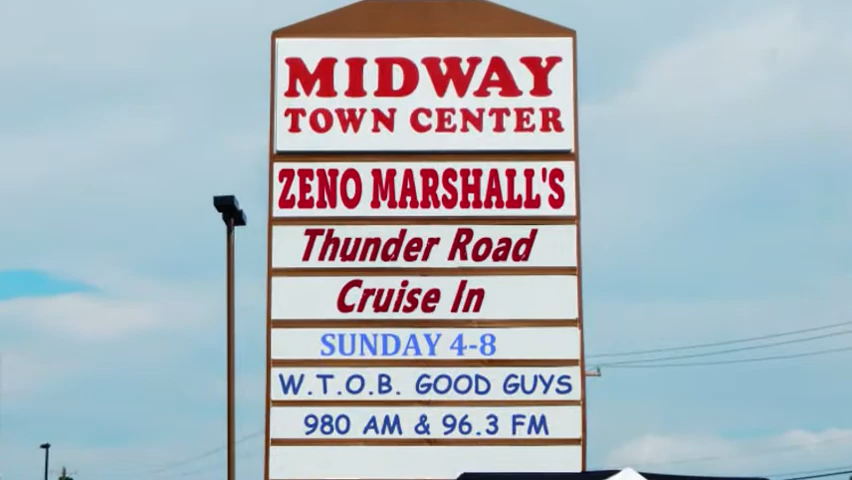 MIDWAY
TOWN CENTER
ZENO MARSHALL'S
Thunder Road
Cruise In
SUNDAY 4-8
W.T.O.B. GOOD GUYS
980 AM & 96.3 FM